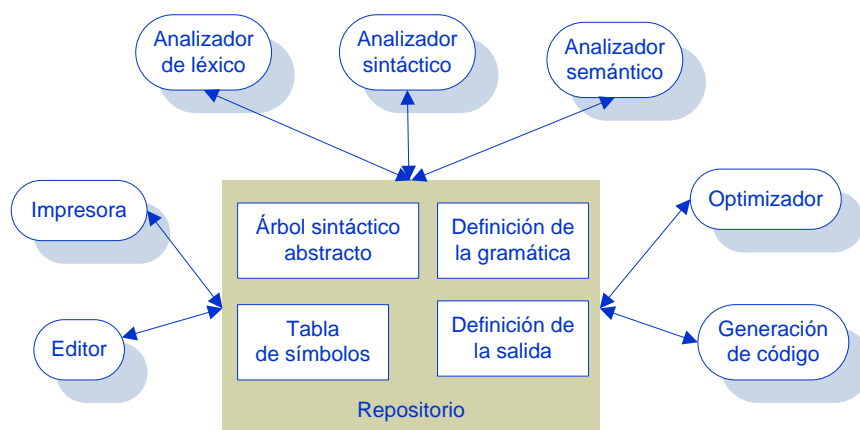 Analizador
de léxico
Analizador
sintáctico
Analizador
semántico
Impresora
Árbol sintáctico
abstracto
Definición de
la gramática
Optimizador
Editor
Tabla
de símbolos
Definición de
la salida
Generación
de código
Repositorio